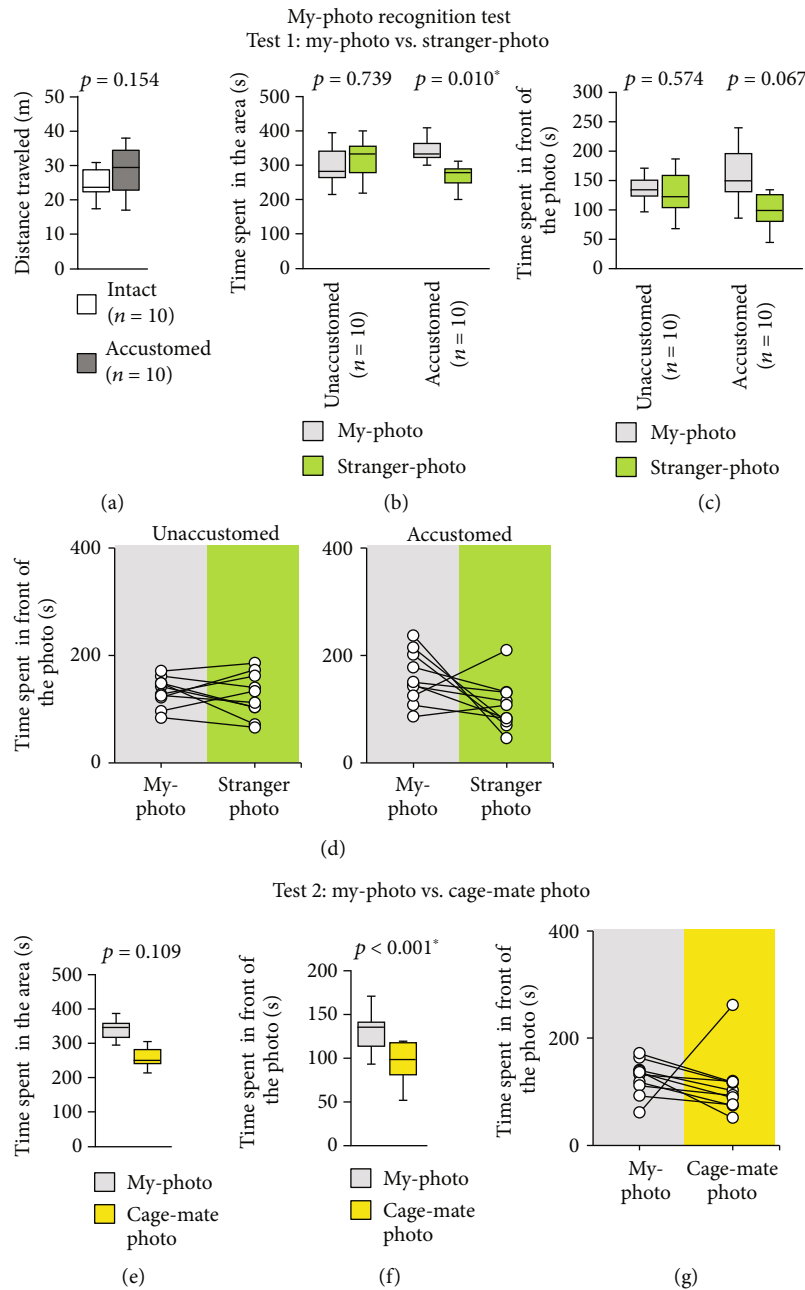 My-photo recognition test
Test 1: my-photo vs. stranger-photo
p = 0.154
Distance traveled (m)
50
40
30
20
10
0
Intact
(n = 10)
Accustomed
(n = 10)
(a)
p = 0.739
p = 0.010*
Time spent in the area (s)
500
400
300
200
100
0
Unaccustomed
(n = 10)
Accustomed
(n = 10)
My-photo
Stranger-photo
(b)
p = 0.574
p = 0.067
Time spent in front of
the photo (s)
300
250
200
150
100
50
0
Unaccustomed
(n = 10)
Accustomed
(n = 10)
My-photo
Stranger-photo
(c)
Unaccustomed
Time spent in front of
the photo (s)
400
200
0
My-
photo
Stranger
photo
Accustomed
400
200
0
My-
photo
Stranger
photo
(d)
Test 2: my-photo vs. cage-mate photo
p = 0.109
Time spent in the area (s)
500
400
300
200
100
0
My-photo
Cage-mate
photo
(e)
p < 0.001*
Time spent in front of
the photo (s)
200
150
100
50
0
My-photo
Cage-mate
photo
(f)
Time spent in front of
the photo (s)
400
200
0
My-
photo
Cage-mate
photo
(g)